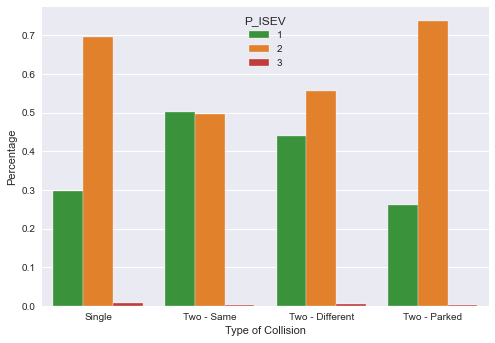 P_ISEV
1
2
3
0.7
0.6
0.5
0.4
0.3
0.2
0.1
0.0
Percentage
Single
Two - Same
Two - Different
Two - Parked
Type of Collision